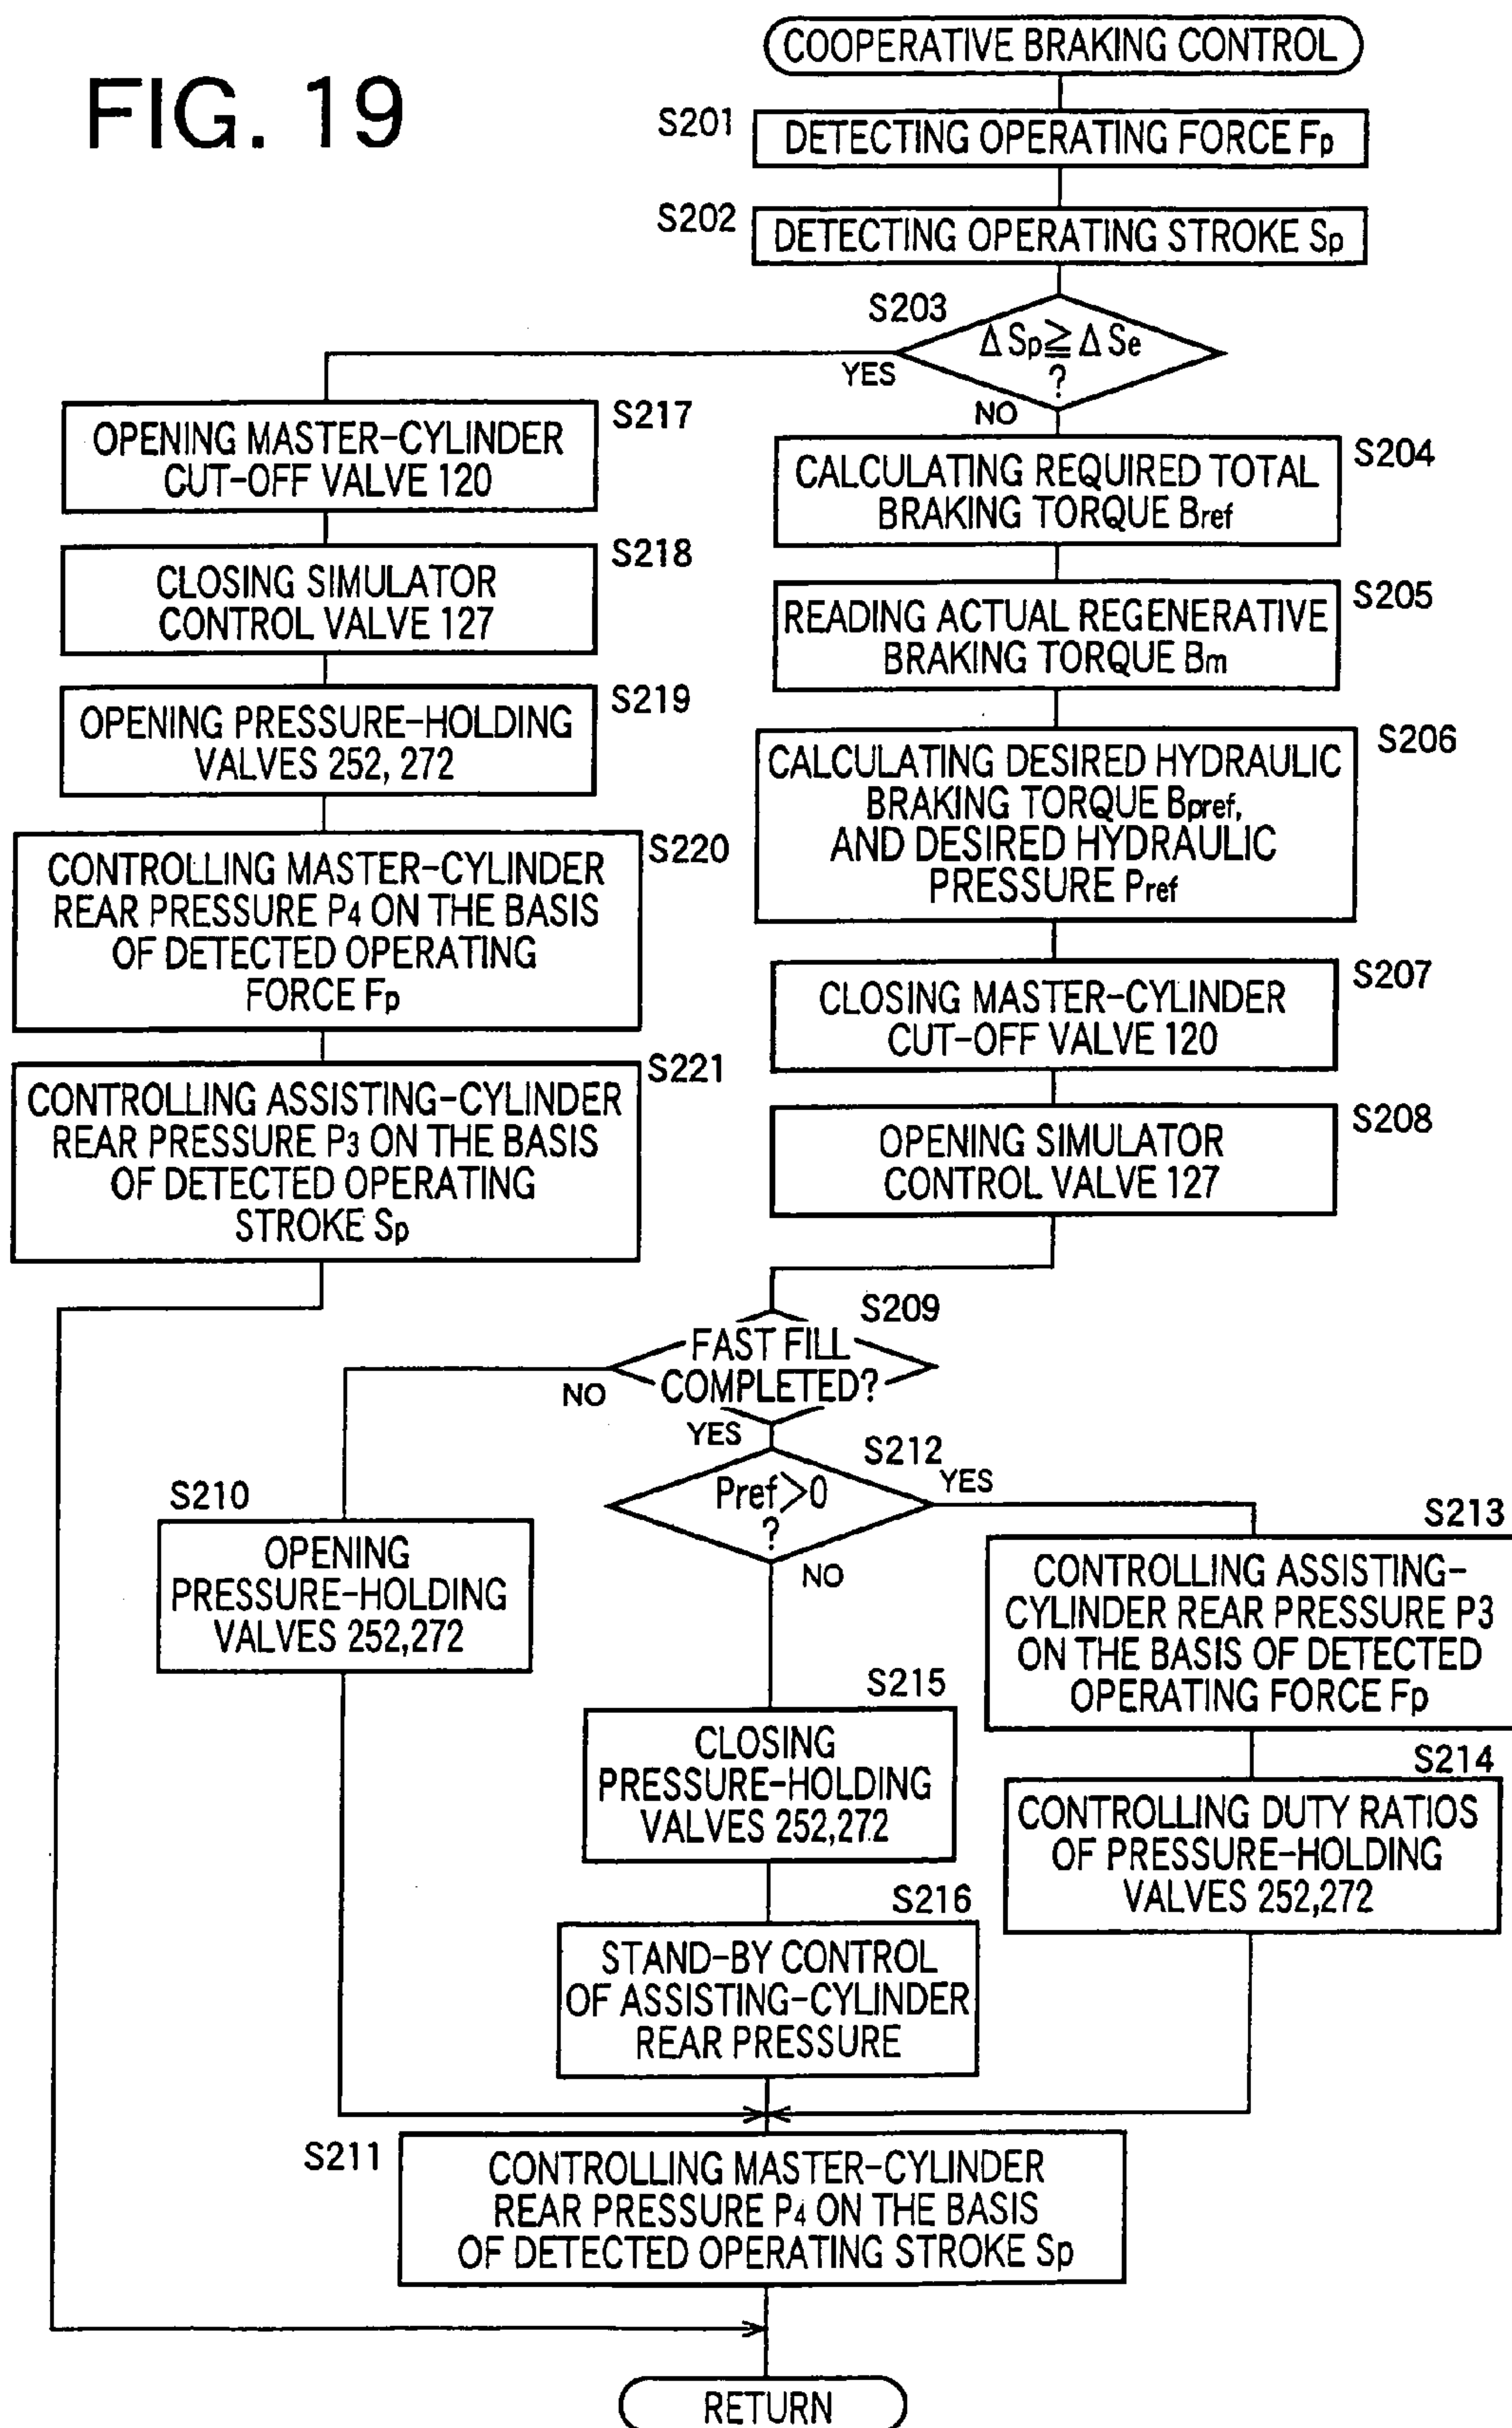 FIG. 19
COOPERATIVE BRAKING CONTROL
S201
DETECTING OPERATING FORCE Fp
S202
DETECTING OPERATING STROKE Sp
S203
Δ Sp≧Δ Se
?
YES
NO
S217
OPENING MASTER-CYLINDER
CUT-OFF VALVE 120
S218
CLOSING SIMULATOR
CONTROL VALVE 127
S219
OPENING PRESSURE-HOLDING
VALVES 252, 272
S220
CONTROLLING MASTER-CYLINDER
REAR PRESSURE P4 ON THE BASIS
OF DETECTED OPERATING
FORCE Fp
S221
CONTROLLING ASSISTING-CYLINDER
REAR PRESSURE P3 ON THE BASIS
OF DETECTED OPERATING
STROKE Sp
S204
CALCULATING REQUIRED TOTAL
BRAKING TORQUE Bref
S205
READING ACTUAL REGENERATIVE
BRAKING TORQUE Bm
S206
CALCULATING DESIRED HYDRAULIC
BRAKING TORQUE Bpref,
AND DESIRED HYDRAULIC
PRESSURE Pref
S207
CLOSING MASTER-CYLINDER
CUT-OFF VALVE 120
S208
OPENING SIMULATOR
CONTROL VALVE 127
S209
FAST FILL
COMPLETED?
NO
YES
S210
OPENING
PRESSURE-HOLDING
VALVES 252,272
S212
Pref>0
?
YES
NO
S213
CONTROLLING ASSISTING-
CYLINDER REAR PRESSURE P3
ON THE BASIS OF DETECTED
OPERATING FORCE Fp
S214
CONTROLLING DUTY RATIOS
OF PRESSURE-HOLDING
VALVES 252,272
S215
CLOSING
PRESSURE-HOLDING
VALVES 252,272
S216
STAND-BY CONTROL
OF ASSISTING-CYLINDER
REAR PRESSURE
S211
CONTROLLING MASTER-CYLINDER
REAR PRESSURE P4 ON THE BASIS
OF DETECTED OPERATING STROKE Sp
RETURN